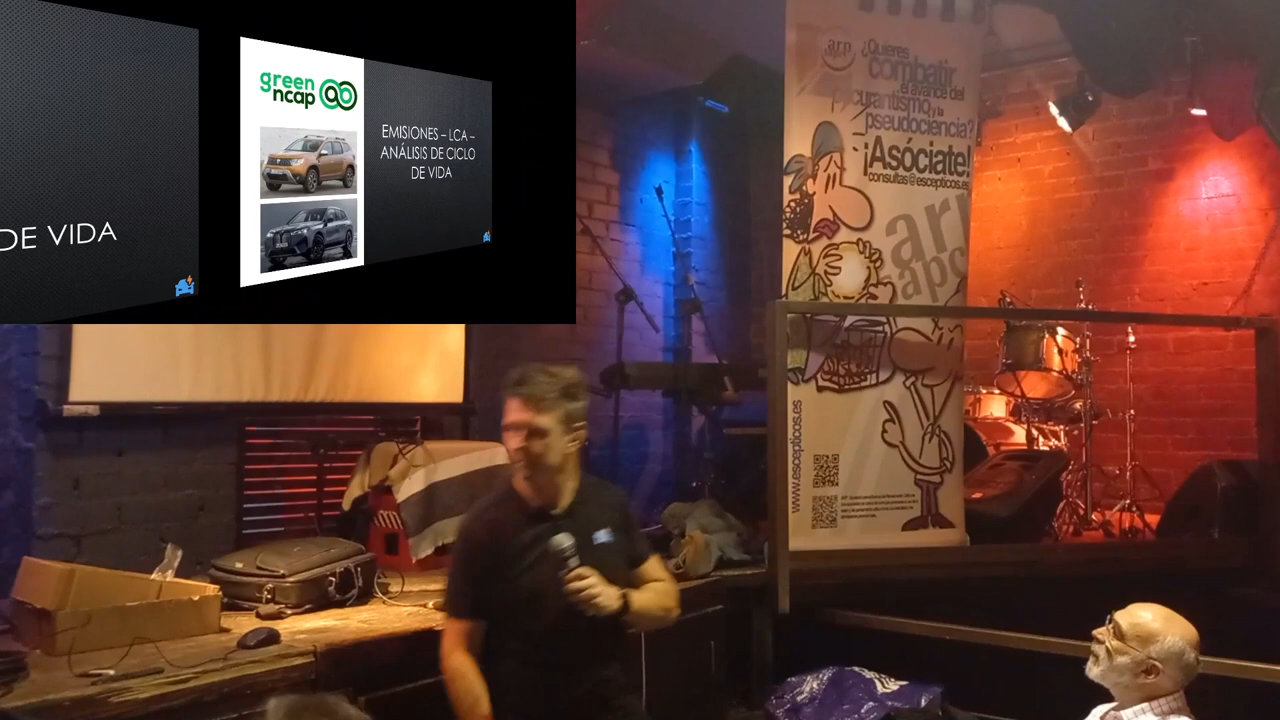 DE VIDA
green
ncap
EMISIONES – LCA –
ANÁLISIS DE CICLO
DE VIDA
arp
¿Quieres
combatir
el avance del
curantismo y la
pseudociencia?
¡Asóciate!
consultas@escepticos.es
arp
sapc
www.escepticos.es